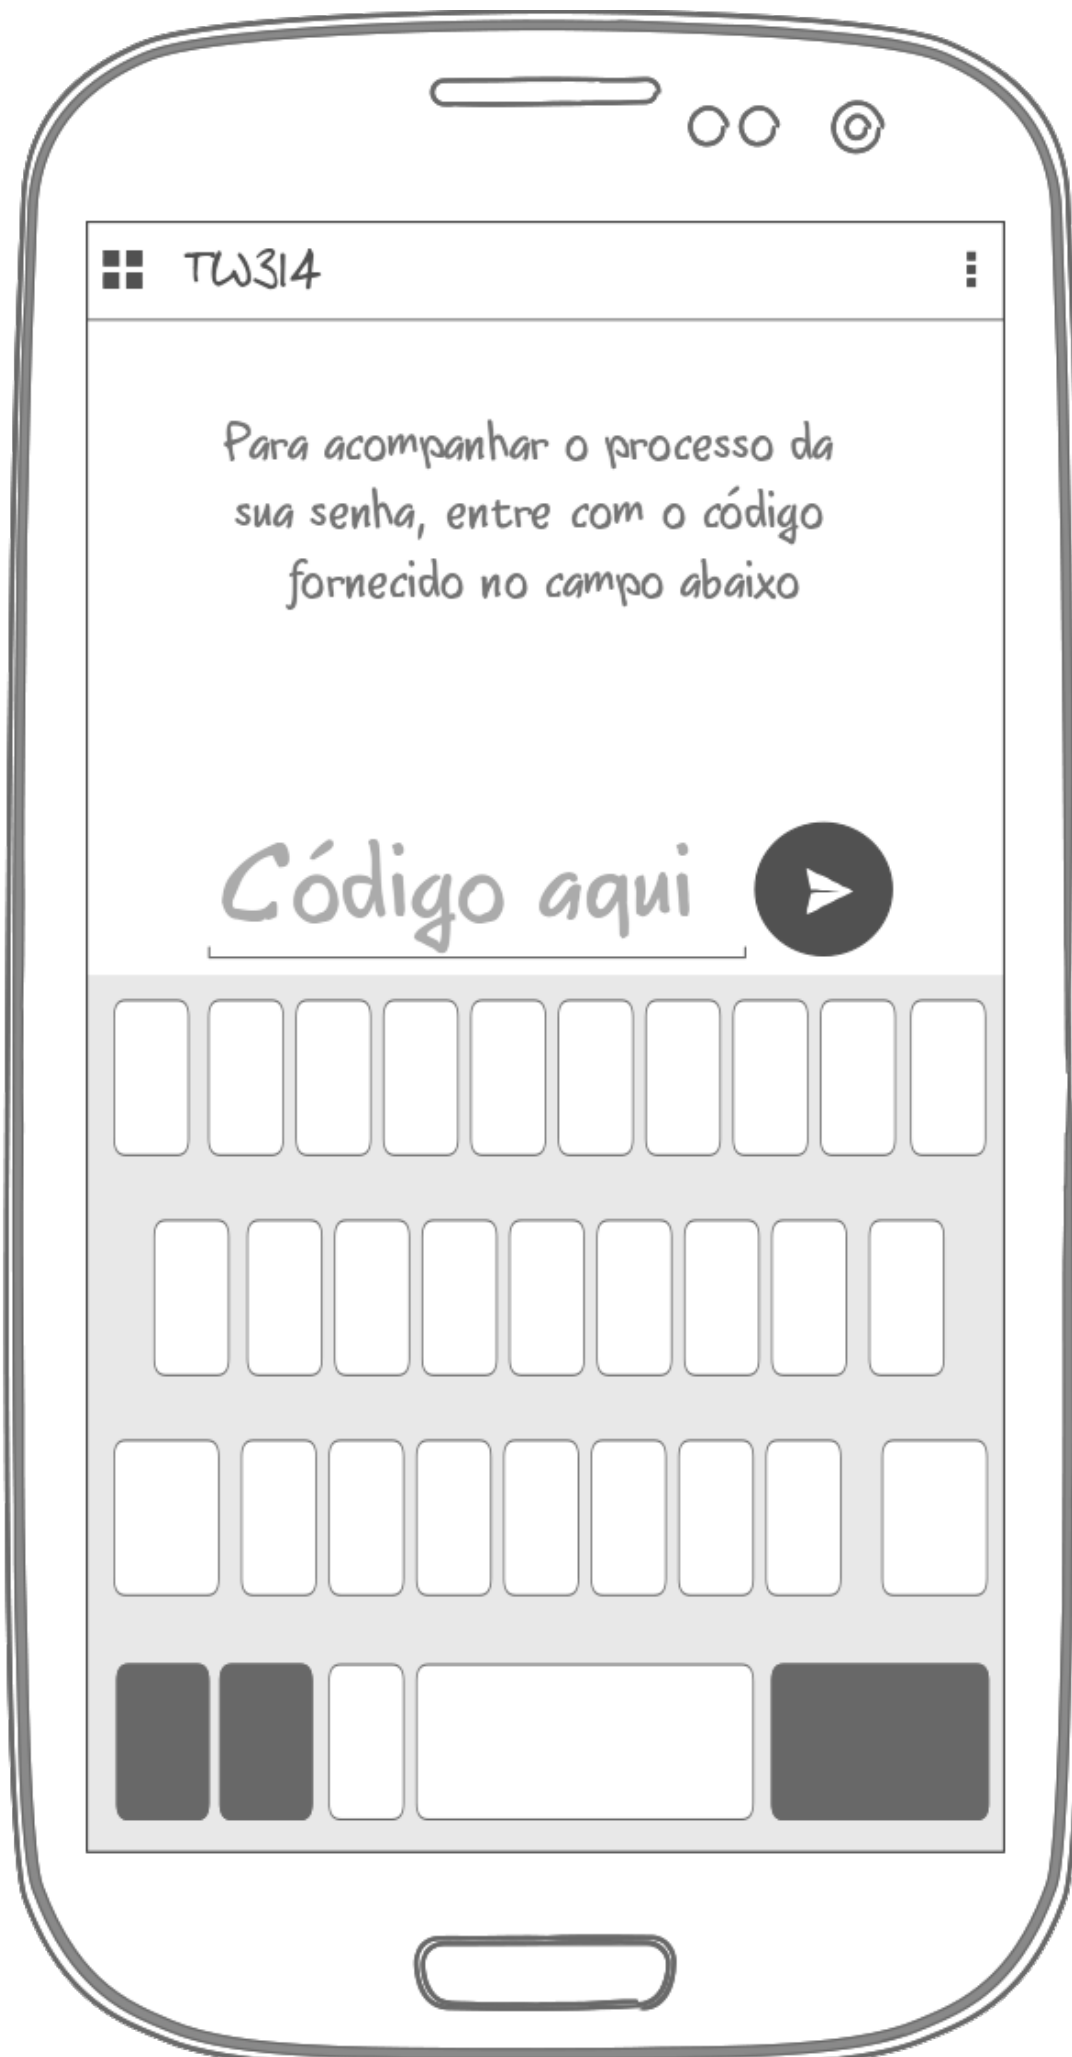 TW314
Para acompanhar o processo da
sua senha, entre com o código
fornecido no campo abaixo
Código aqui